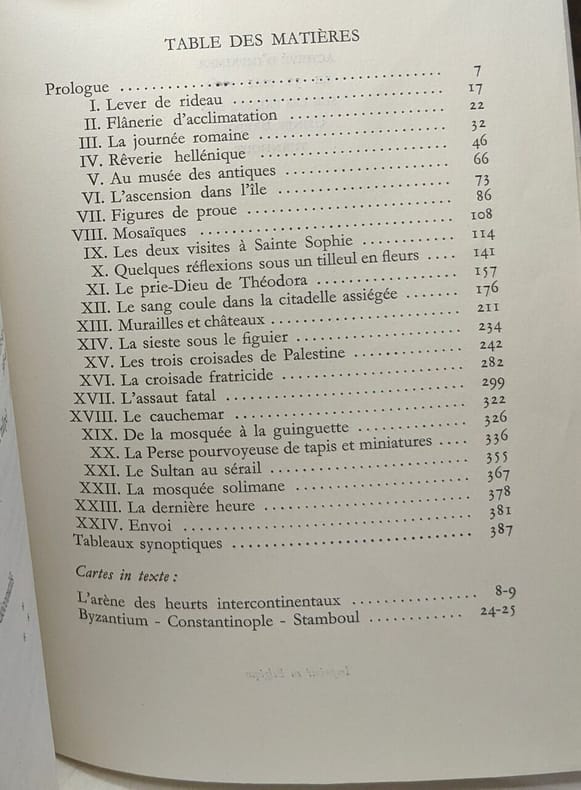 TABLE DES MATIÈRES
Prologue ........................................ 7
I. Lever de rideau ........................... 17
II. Flânerie d'acclimatation .................... 22
III. La journée romaine ........................ 32
IV. Rêverie hellénique ......................... 46
V. Au musée des antiques ..................... 66
VI. L'ascension dans l'île ...................... 73
VII. Figures de proue .......................... 86
VIII. Mosaïques ................................ 108
IX. Les deux visites à Sainte Sophie ............ 114
X. Quelques réflexions sous un tilleul en fleurs .... 141
XI. Le prie-Dieu de Théodora .................. 157
XII. Le sang coule dans la citadelle assiégée ....... 176
XIII. Murailles et châteaux ....................... 211
XIV. La sieste sous le figuier .................... 234
XV. Les trois croisades de Palestine .............. 242
XVI. La croisade fratricide ...................... 282
XVII. L'assaut fatal .............................. 299
XVIII. Le cauchemar .............................. 322
XIX. De la mosquée à la guinguette .............. 326
XX. La Perse pourvoyeuse de tapis et miniatures .... 336
XXI. Le Sultan au sérail ......................... 355
XXII. La mosquée solimane ....................... 367
XXIII. La dernière heure .......................... 378
XXIV. Envoi .................................... 381
Tableaux synoptiques .............................. 387
Cartes in texte :
L'arène des heurts intercontinentaux ................ 8-9
Byzantium - Constantinople - Stamboul ............ 24-25